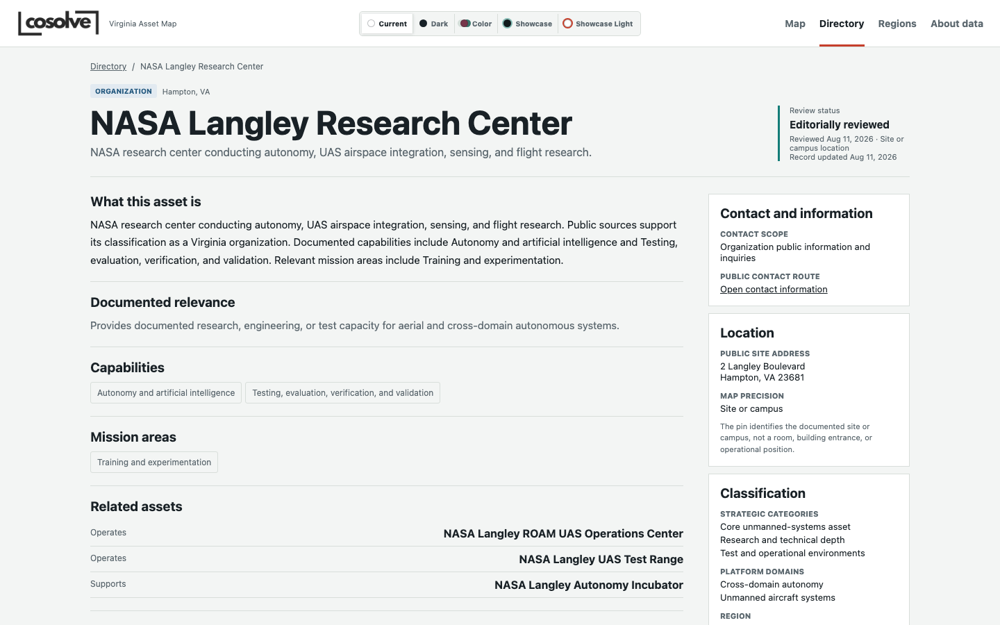 cosolve
Virginia Asset Map
Current
Dark
Color
Showcase
Showcase Light
Map
Directory
Regions
About data
Directory / NASA Langley Research Center
ORGANIZATION
Hampton, VA
NASA Langley Research Center
NASA research center conducting autonomy, UAS airspace integration, sensing, and flight research.
Review status
Editorially reviewed
Reviewed Aug 11, 2026 · Site or
campus location
Record updated Aug 11, 2026
What this asset is
NASA research center conducting autonomy, UAS airspace integration, sensing, and flight research. Public sources support
its classification as a Virginia organization. Documented capabilities include Autonomy and artificial intelligence and Testing,
evaluation, verification, and validation. Relevant mission areas include Training and experimentation.
Documented relevance
Provides documented research, engineering, or test capacity for aerial and cross-domain autonomous systems.
Capabilities
Autonomy and artificial intelligence
Testing, evaluation, verification, and validation
Mission areas
Training and experimentation
Related assets
Operates
NASA Langley ROAM UAS Operations Center
Operates
NASA Langley UAS Test Range
Supports
NASA Langley Autonomy Incubator
Contact and information
CONTACT SCOPE
Organization public information and
inquiries
PUBLIC CONTACT ROUTE
Open contact information
Location
PUBLIC SITE ADDRESS
2 Langley Boulevard
Hampton, VA 23681
MAP PRECISION
Site or campus
The pin identifies the documented site or
campus, not a room, building entrance, or
operational position.
Classification
STRATEGIC CATEGORIES
Core unmanned-systems asset
Research and technical depth
Test and operational environments
PLATFORM DOMAINS
Cross-domain autonomy
Unmanned aircraft systems
REGION